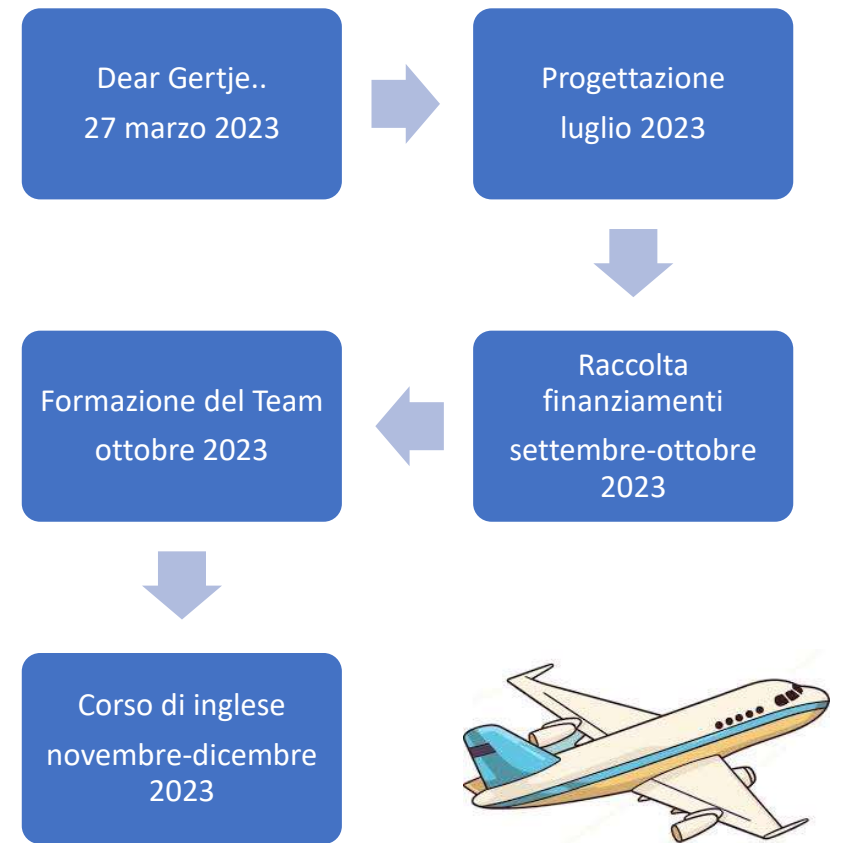 Dear Gertje..
27 marzo 2023
Progettazione
luglio 2023
Raccolta
finanziamenti
settembre-ottobre
2023
Formazione del Team
ottobre 2023
Corso di inglese
novembre-dicembre
2023